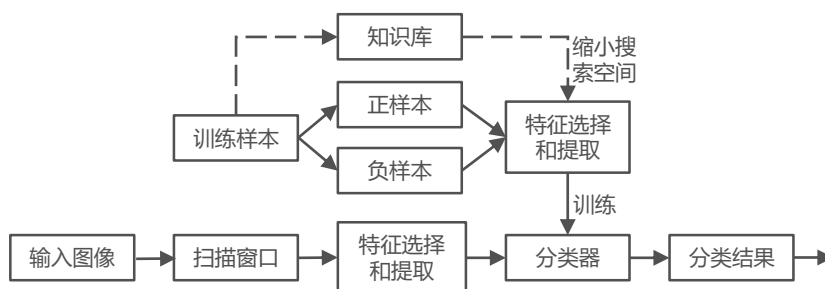 知识库
缩小搜
索空间
正样本
训练样本
特征选择
和提取
负样本
训练
输入图像
扫描窗口
特征选择
和提取
分类器
分类结果